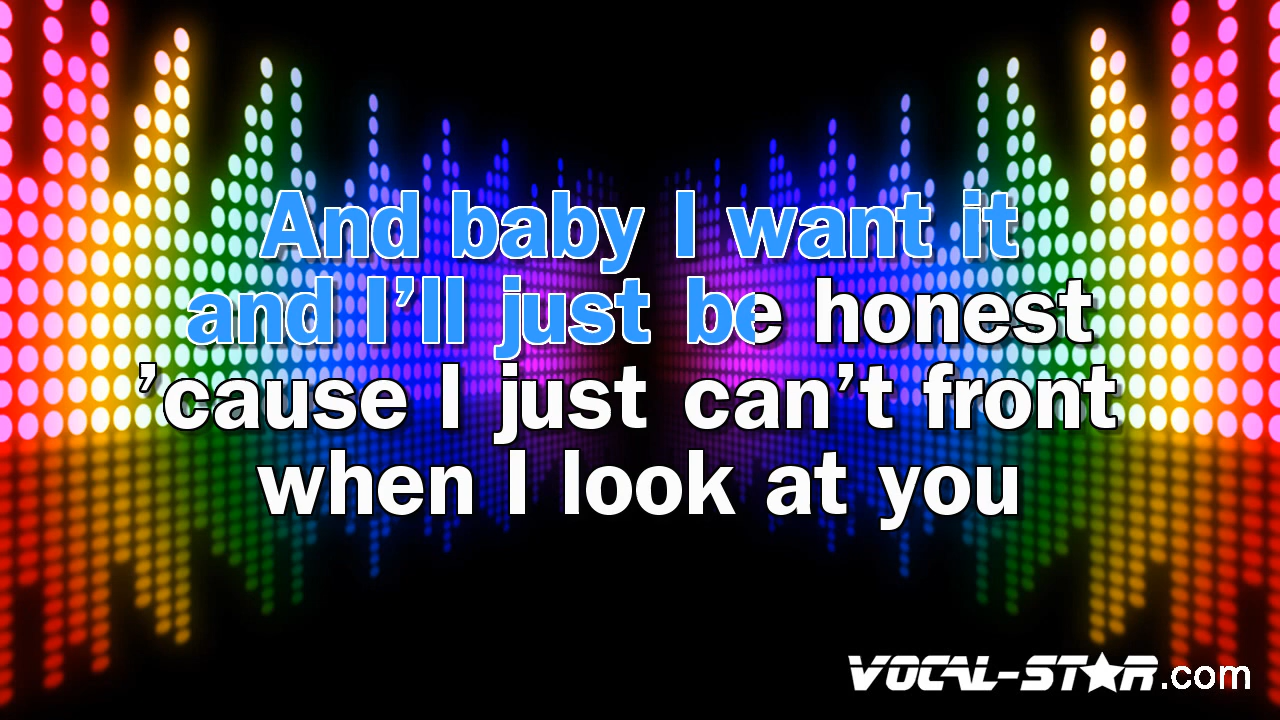 And baby I want it
and I’ll just be honest
’cause I just can’t front
when I look at you
VOCAL-STAR.com